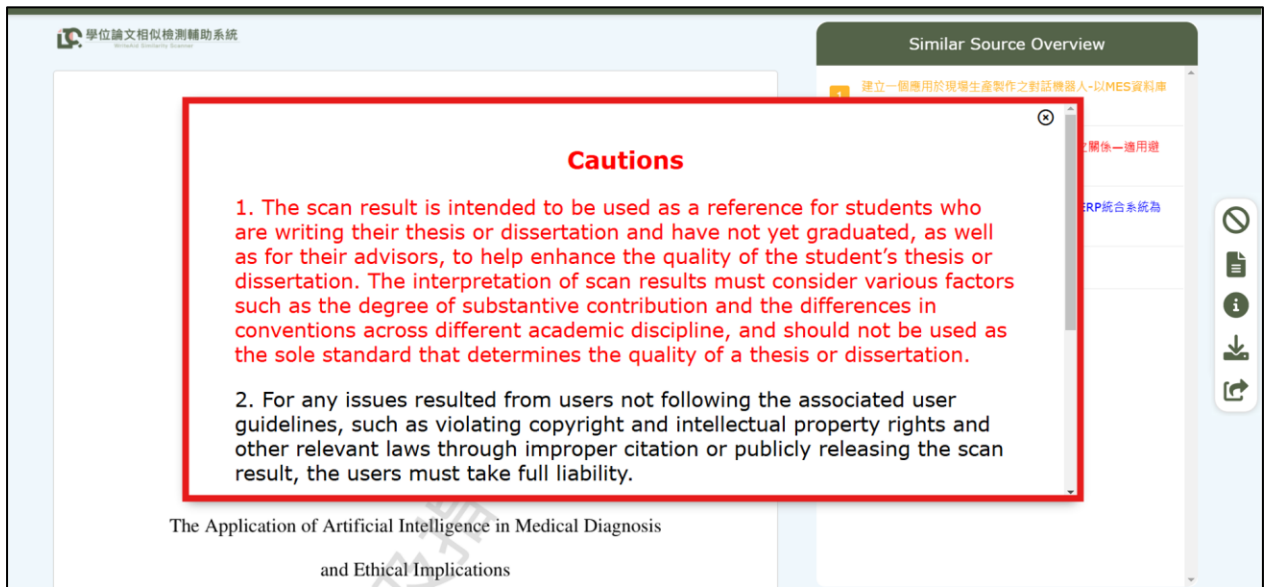 學位論文相似檢測輔助系統
Similar Source Overview
1
建立一個應用於現場生產製作之對話機器人-以MES資料庫
關係—適用避
ERP統合系統為
Cautions
1. The scan result is intended to be used as a reference for students who
are writing their thesis or dissertation and have not yet graduated, as well
as for their advisors, to help enhance the quality of the student's thesis or
dissertation. The interpretation of scan results must consider various factors
such as the degree of substantive contribution and the differences in
conventions across different academic discipline, and should not be used as
the sole standard that determines the quality of a thesis or dissertation.
2. For any issues resulted from users not following the associated user
guidelines, such as violating copyright and intellectual property rights and
other relevant laws through improper citation or publicly releasing the scan
result, the users must take full liability.
The Application of Artificial Intelligence in Medical Diagnosis
and Ethical Implications